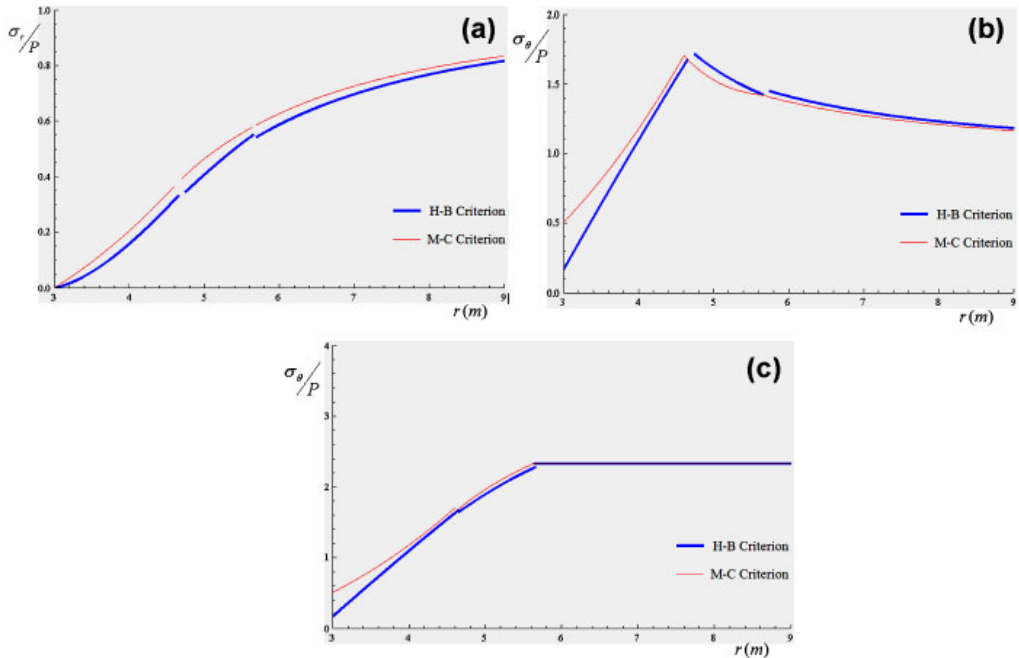 (a)
σr/P
1.0
0.8
0.6
0.4
0.2
0.0
3 4 5 6 7 8 9
r(m)
H-B Criterion
M-C Criterion
(b)
σθ/P
2.0
1.5
1.0
0.5
0.0
3 4 5 6 7 8 9
r(m)
H-B Criterion
M-C Criterion
(c)
σθ/P
4
3
2
1
0
3 4 5 6 7 8 9
r(m)
H-B Criterion
M-C Criterion